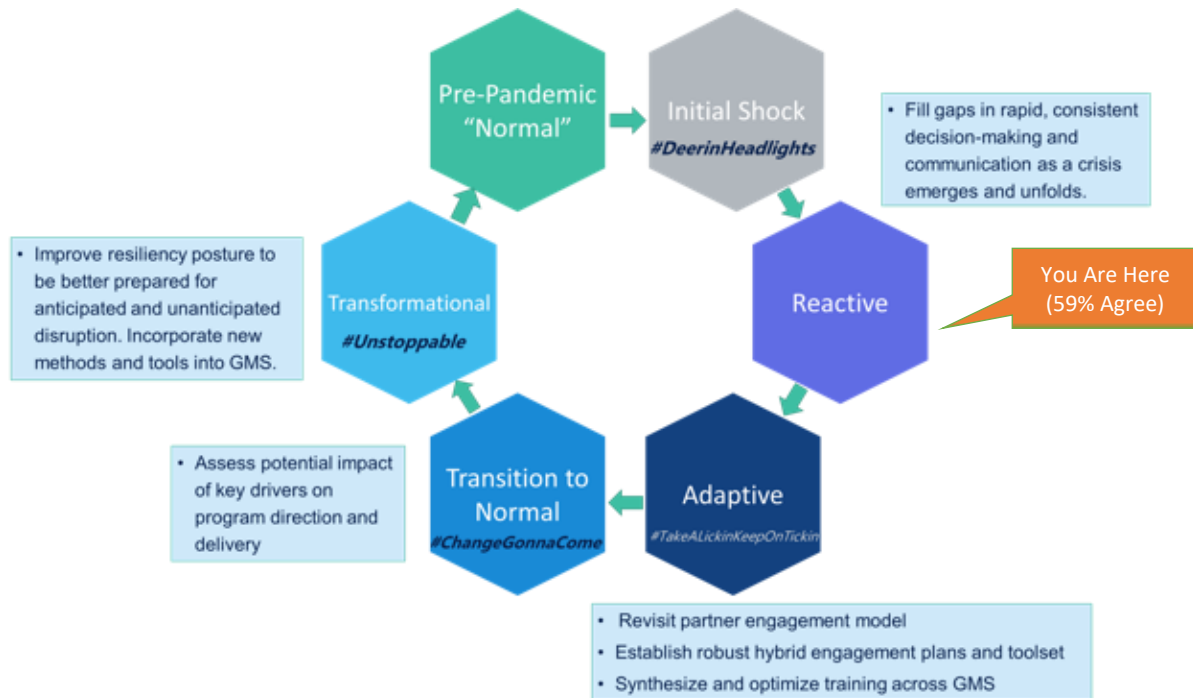 Pre-Pandemic
“Normal”
Initial Shock
#DeerinHeadlights
• Fill gaps in rapid, consistent
decision-making and
communication as a crisis
emerges and unfolds.
Reactive
You Are Here
(59% Agree)
Adaptive
#TakeALickinKeepOnTickin
• Revisit partner engagement model
• Establish robust hybrid engagement plans and toolset
• Synthesize and optimize training across GMS
Transition to
Normal
#ChangeGonnaCome
• Assess potential impact
of key drivers on
program direction and
delivery
Transformational
#Unstoppable
• Improve resiliency posture to
be better prepared for
anticipated and unanticipated
disruption. Incorporate new
methods and tools into GMS.